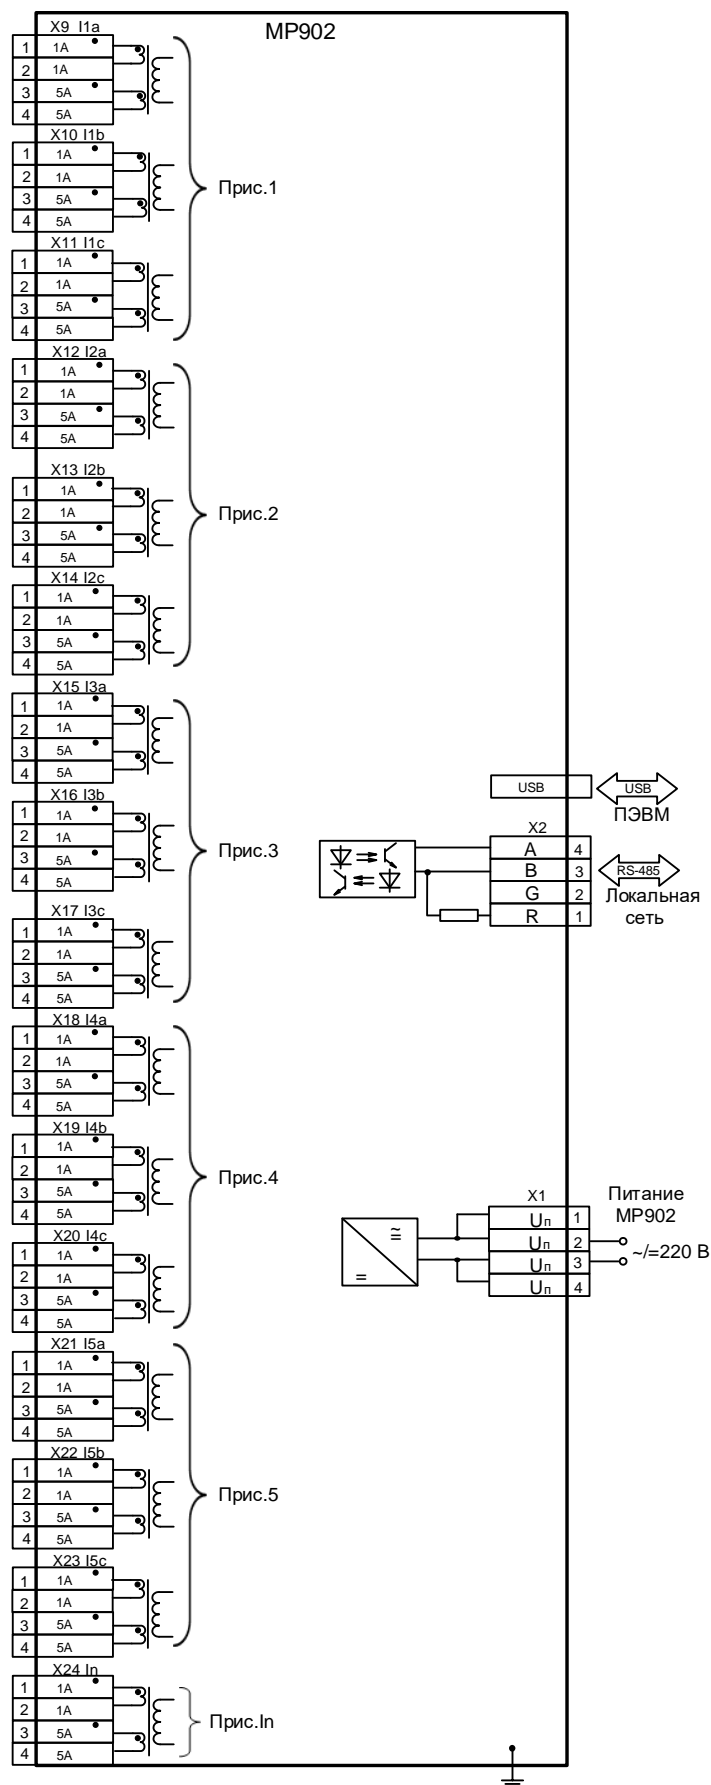 МР902
X9 I1a
1 1A
2 1A
3 5A
4 5A
X10 I1b
1 1A
2 1A
3 5A
4 5A
Прис.1
X11 I1c
1 1A
2 1A
3 5A
4 5A
X12 I2a
1 1A
2 1A
3 5A
4 5A
X13 I2b
1 1A
2 1A
3 5A
4 5A
Прис.2
X14 I2c
1 1A
2 1A
3 5A
4 5A
X15 I3a
1 1A
2 1A
3 5A
4 5A
X16 I3b
1 1A
2 1A
3 5A
4 5A
Прис.3
X17 I3c
1 1A
2 1A
3 5A
4 5A
X18 I4a
1 1A
2 1A
3 5A
4 5A
X19 I4b
1 1A
2 1A
3 5A
4 5A
Прис.4
X20 I4c
1 1A
2 1A
3 5A
4 5A
X21 I5a
1 1A
2 1A
3 5A
4 5A
X22 I5b
1 1A
2 1A
3 5A
4 5A
Прис.5
X23 I5c
1 1A
2 1A
3 5A
4 5A
X24 In
1 1A
2 1A
3 5A
4 5A
Прис.In
USB
USB
ПЭВМ
X2
A 4
B 3
G 2
R 1
RS-485
Локальная
сеть
X1
Uп 1
Uп 2
Uп 3
Uп 4
Питание
МР902
~/=220 В
≂
=